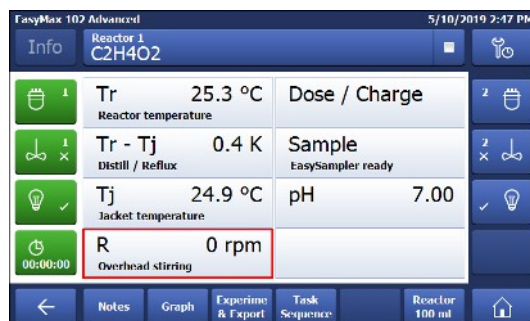 EasyMax 102 Advanced 5/10/2019 2:47 PM
Info
Reactor 1
C2H4O2
1
Tr 25.3 °C
Reactor temperature
Dose / Charge
2
1
Tr - Tj 0.4 K
Distill / Reflux
Sample
EasySampler ready
2
Tj 24.9 °C
Jacket temperature
pH 7.00
00:00:00
R 0 rpm
Overhead stirring
Notes
Graph
Experime
& Export
Task
Sequence
Reactor
100 ml